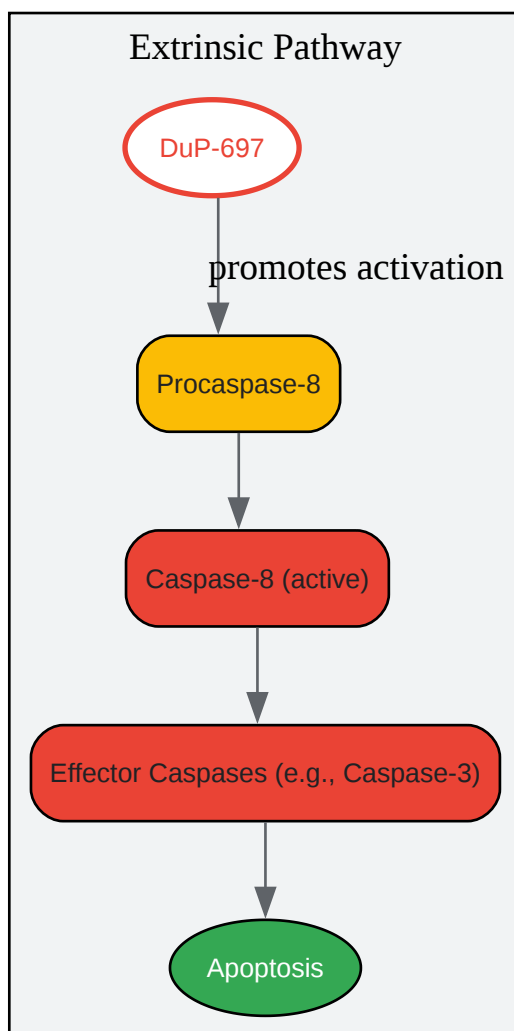 Extrinsic Pathway
DuP-697
promotes activation
Procaspase-8
Caspase-8 (active)
Effector Caspases (e.g., Caspase-3)
Apoptosis